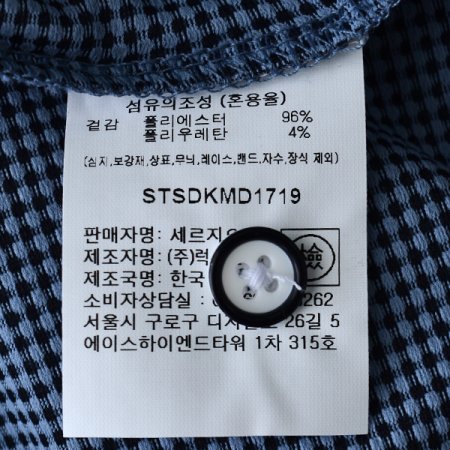 섬유의조성 (혼용율)
겉감 폴리에스터 96%
폴리우레탄 4%
(심지,보강재,상표,무늬,레이스,밴드,자수,장식 제외)
STSDKMD1719
판매자명: 세르지오
제조자명: (주)럭
제조국명: 한국
소비자상담실 : 262
서울시 구로구 디지 26길 5
에이스하이엔드타워 1차 315호
檢